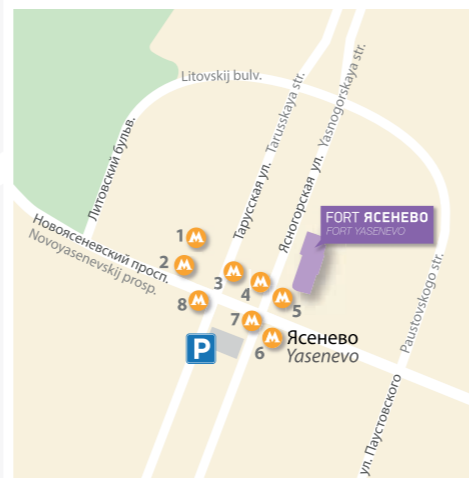 Litovskij bulv.
Литовский бульв.
Тарусская ул. Tarusskaya str.
Ясногорская ул. Yasnogorskaya str.
FORT ЯСЕНЕВО
FORT YASENEVO
Новоясеневский просп.
Novoyasenevskij prosp.
1
2
3
4
5
6
7
8
P
Ясенево
Yasenevo
ул. Паустовского Paustovskogo str.